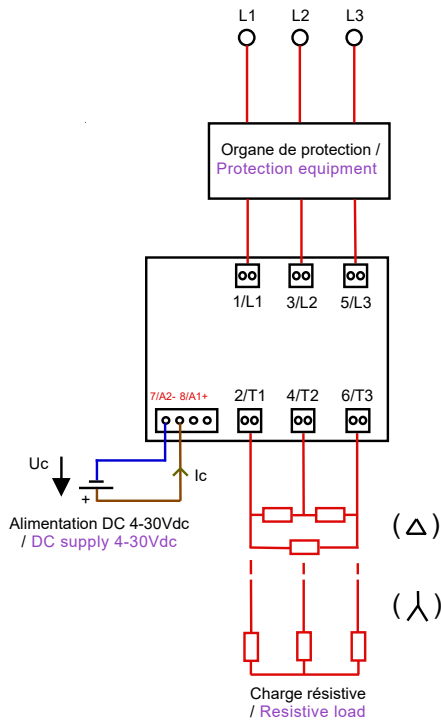 L1 L2 L3
Organe de protection /
Protection equipment
1/L1 3/L2 5/L3
7/A2- 8/A1+ 2/T1 4/T2 6/T3
Uc
Ic
+
Alimentation DC 4-30Vdc
/ DC supply 4-30Vdc
Charge résistive
/ Resistive load